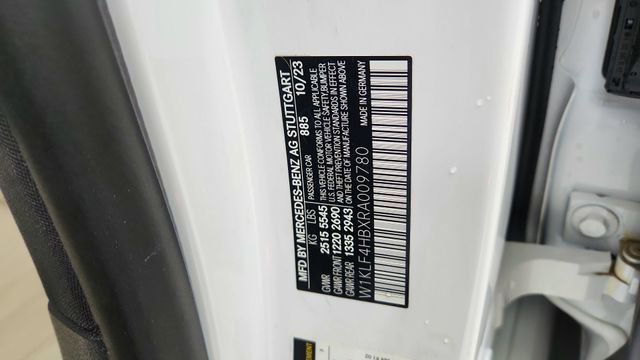 MFD BY MERCEDES-BENZ AG STUTTGART
PASSENGER CAR 885 10/23
KG LBS
GVWR 2515 5545
GAWR FRONT 1220 2690
GAWR REAR 1335 2943
THIS VEHICLE CONFORMS TO ALL APPLICABLE
U.S. FEDERAL MOTOR VEHICLE SAFETY, BUMPER
AND THEFT PREVENTION STANDARDS IN EFFECT
ON THE DATE OF MANUFACTURE SHOWN ABOVE
W1KLF4HBXRA009780 MADE IN GERMANY